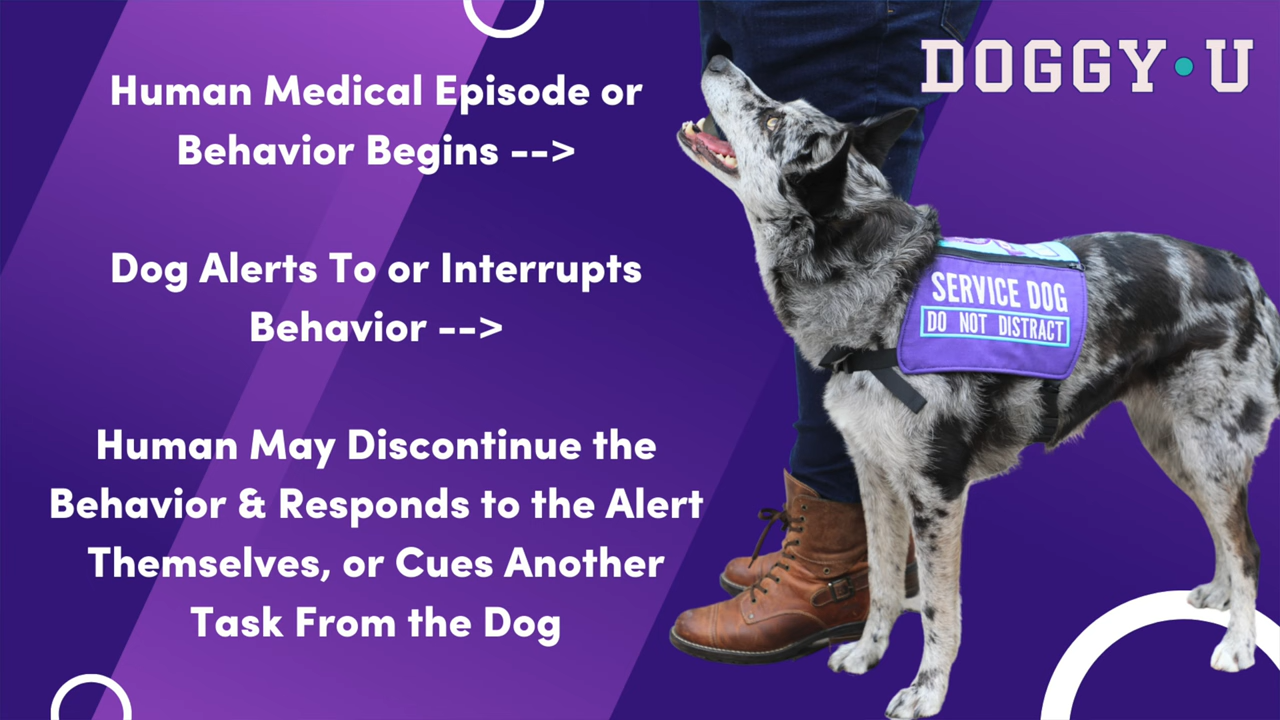 Human Medical Episode or
Behavior Begins -->
Dog Alerts To or Interrupts
Behavior -->
Human May Discontinue the
Behavior & Responds to the Alert
Themselves, or Cues Another
Task From the Dog
DOGGY•U
SERVICE DOG
DO NOT DISTRACT